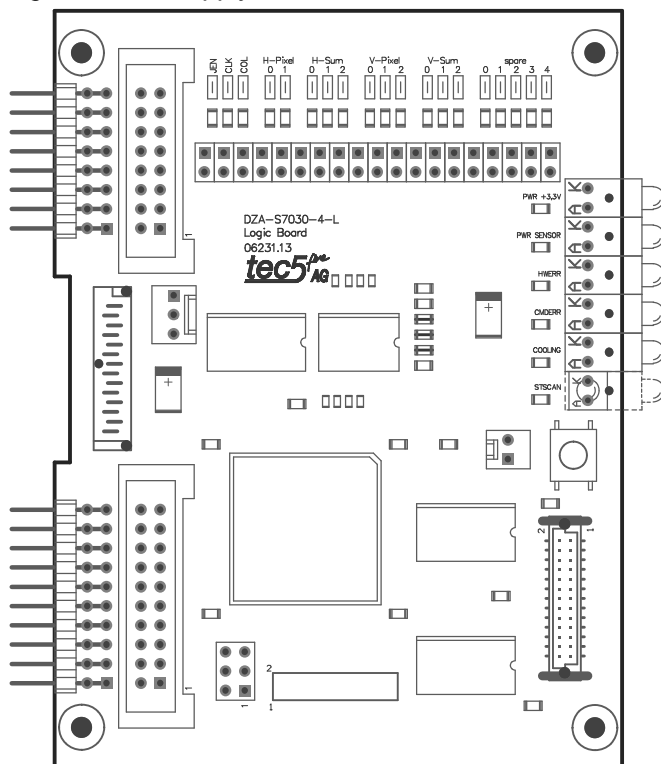 JEN CLK COL H-Pixel H-Sum V-Pixel V-Sum spare
0 1 0 1 2 0 1 2 0 1 2 0 1 2 3 4
PWR +3,3V
K
A
DZA-S7030-4-L
Logic Board
06231.13
tec5 AG
PWR SENSOR
K
A
HWERR
K
A
CMDERR
K
A
COOLING
K
A
STSCAN
K
A
1
+
+
2 1
1
2
1
1